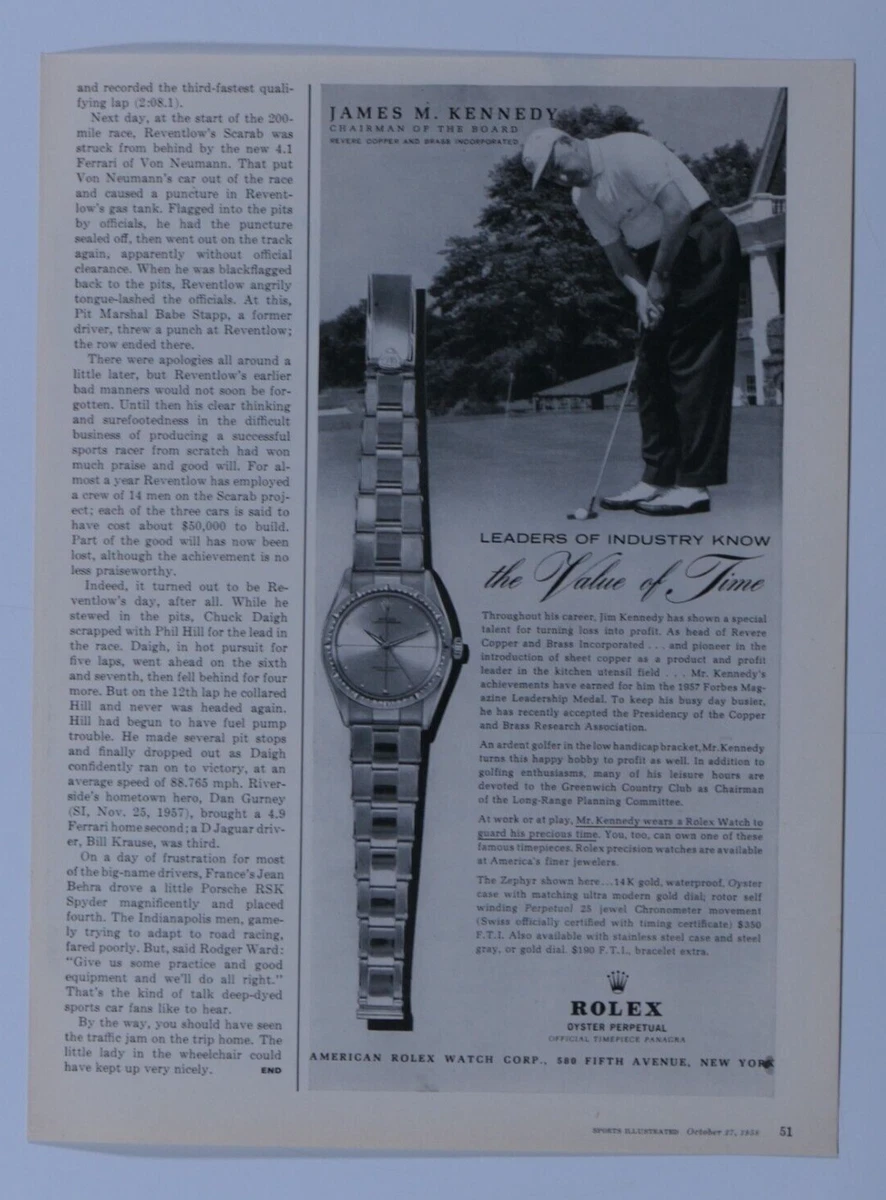 and recorded the third-fastest quali-
fying lap (2:08.1).
Next day, at the start of the 200-
mile race, Reventlow's Scarab was
struck from behind by the new 4.1
Ferrari of Von Neumann. That put
Von Neumann's car out of the race
and caused a puncture in Revent-
low's gas tank. Flagged into the pits
by officials, he had the puncture
sealed off, then went out on the track
again, apparently without official
clearance. When he was blackflagged
back to the pits, Reventlow angrily
tongue-lashed the officials. At this,
Pit Marshal Babe Stapp, a former
driver, threw a punch at Reventlow;
the row ended there.
There were apologies all around a
little later, but Reventlow's earlier
bad manners would not soon be for-
gotten. Until then his clear thinking
and surefootedness in the difficult
business of producing a successful
sports racer from scratch had won
much praise and good will. For al-
most a year Reventlow has employed
a crew of 14 men on the Scarab proj-
ect; each of the three cars is said to
have cost about $50,000 to build.
Part of the good will has now been
lost, although the achievement is no
less praiseworthy.
Indeed, it turned out to be Re-
ventlow's day, after all. While he
stewed in the pits, Chuck Daigh
scrapped with Phil Hill for the lead in
the race. Daigh, in hot pursuit for
five laps, went ahead on the sixth
and seventh, then fell behind for four
more. But on the 12th lap he collared
Hill and never was headed again.
Hill had begun to have fuel pump
trouble. He made several pit stops
and finally dropped out as Daigh
confidently ran on to victory, at an
average speed of 88.765 mph. River-
side's hometown hero, Dan Gurney
(SI, Nov. 25, 1957), brought a 4.9
Ferrari home second; a D Jaguar driv-
er, Bill Krause, was third.
On a day of frustration for most
of the big-name drivers, France's Jean
Behra drove a little Porsche RSK
Spyder magnificently and placed
fourth. The Indianapolis men, game-
ly trying to adapt to road racing,
fared poorly. But, said Rodger Ward:
"Give us some practice and good
equipment and we'll do all right."
That's the kind of talk deep-dyed
sports car fans like to hear.
By the way, you should have seen
the traffic jam on the trip home. The
little lady in the wheelchair could
have kept up very nicely. END
JAMES M. KENNEDY
CHAIRMAN OF THE BOARD
REVERE COPPER AND BRASS INCORPORATED
LEADERS OF INDUSTRY KNOW
the Value of Time
Throughout his career, Jim Kennedy has shown a special
talent for turning loss into profit. As head of Revere
Copper and Brass Incorporated . . . and pioneer in the
introduction of sheet copper as a product and profit
leader in the kitchen utensil field . . . Mr. Kennedy's
achievements have earned for him the 1957 Forbes Mag-
azine Leadership Medal. To keep his busy day busier,
he has recently accepted the Presidency of the Copper
and Brass Research Association.
An ardent golfer in the low handicap bracket, Mr. Kennedy
turns this happy hobby to profit as well. In addition to
golfing enthusiasms, many of his leisure hours are
devoted to the Greenwich Country Club as Chairman
of the Long-Range Planning Committee.
At work or at play, Mr. Kennedy wears a Rolex Watch to
guard his precious time. You, too, can own one of these
famous timepieces. Rolex precision watches are available
at America's finer jewelers.
The Zephyr shown here...14K gold, waterproof, Oyster
case with matching ultra modern gold dial; rotor self
winding Perpetual 25 jewel Chronometer movement
(Swiss officially certified with timing certificate) $350
F.T.I. Also available with stainless steel case and steel
gray, or gold dial. $190 F.T.I., bracelet extra.
ROLEX
OYSTER PERPETUAL
OFFICIAL TIMEPIECE PANAGRA
AMERICAN ROLEX WATCH CORP., 580 FIFTH AVENUE, NEW YORK
SPORTS ILLUSTRATED October 27, 1958 51